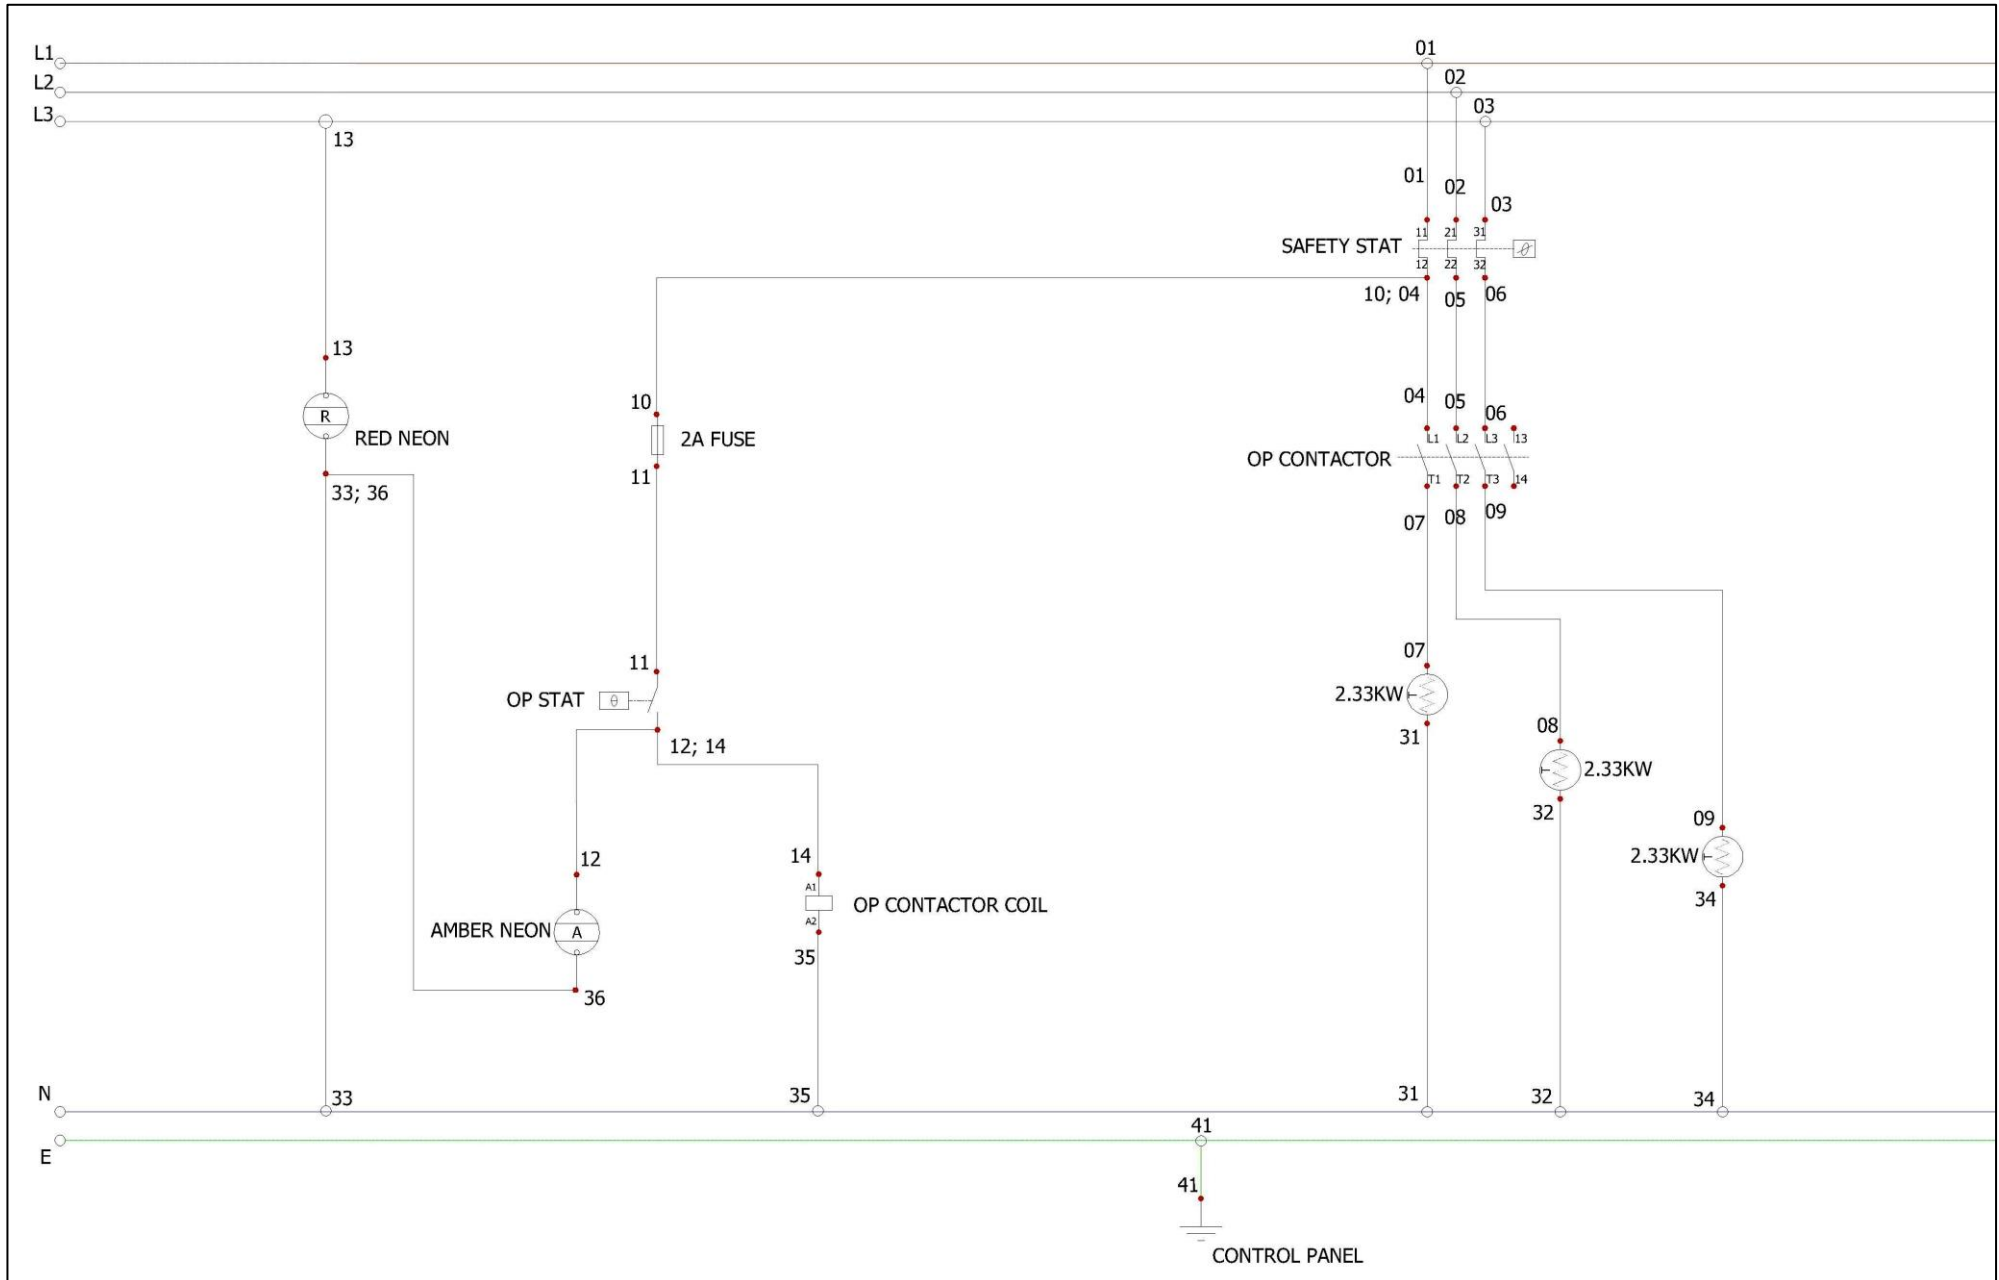 L1
01
L2
02
L3
03
13
01
02
03
11 21 31
SAFETY STAT
12 22 32
10; 04
05
06
13
04
05
06
10
R
RED NEON
2A FUSE
L1 L2 L3 13
OP CONTACTOR
11
T1 T2 T3 14
33; 36
07
08
09
11
07
OP STAT
θ
2.33KW
12; 14
31
08
2.33KW
32
09
12
14
2.33KW
A1
34
OP CONTACTOR COIL
A2
AMBER NEON
A
35
36
N
33
35
31
32
34
E
41
41
CONTROL PANEL